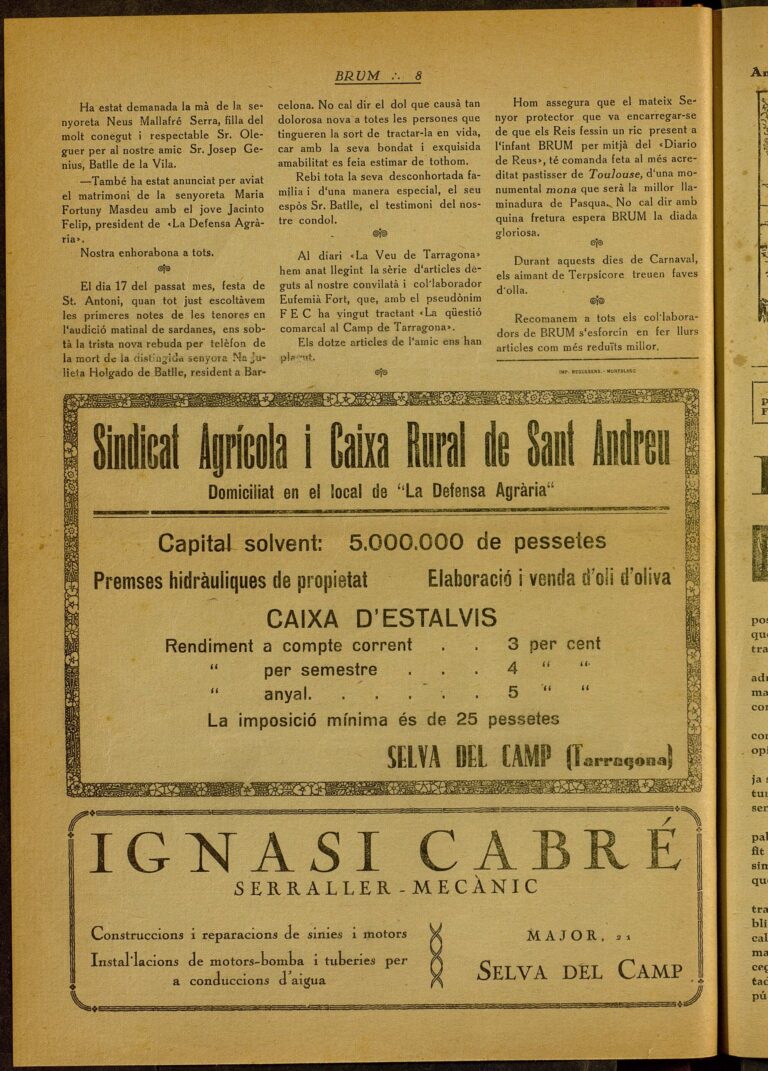 BRUM ∴ 8
Ha estat demanada la mà de la se-
nyoreta Neus Mallafré Serra, filla del
molt conegut i respectable Sr. Ole-
guer per al nostre amic Sr. Josep Ge-
nius, Batlle de la Vila.
—També ha estat anunciat per aviat
el matrimoni de la senyoreta Maria
Fortuny Masdeu amb el jove Jacinto
Felip, president de «La Defensa Agrà-
ria».
Nostra enhorabona a tots.
El dia 17 del passat mes, festa de
St. Antoni, quan tot just escoltàvem
les primeres notes de les tenores en
l'audició matinal de sardanes, ens sob-
tà la trista nova rebuda per telèfon de
la mort de la distingida senyora Na Ju-
lieta Holgado de Batlle, resident a Bar-
celona. No cal dir el dol que causà tan
dolorosa nova a totes les persones que
tingueren la sort de tractar-la en vida,
car amb la seva bondat i exquisida
amabilitat es feia estimar de tothom.
Rebi tota la seva desconhortada fa-
milia i d'una manera especial, el seu
espòs Sr. Batlle, el testimoni del nos-
tre condol.
Al diari «La Veu de Tarragona»
hem anat llegint la sèrie d'articles de-
guts al nostre convilatà i col·laborador
Eufemià Fort, que, amb el pseudònim
F E C ha vingut tractant «La qüestió
comarcal al Camp de Tarragona».
Els dotze articles de l'amic ens han
plagut.
Hom assegura que el mateix Se-
nyor protector que va encarregar-se
de que els Reis fessin un ric present a
l'infant BRUM per mitjà del «Diario
de Reus», té comanda feta al més acre-
ditat pastisser de Toulouse, d'una mo-
numental mona que serà la millor lla-
minadura de Pasqua. No cal dir amb
quina fretura espera BRUM la diada
gloriosa.
Durant aquests dies de Carnaval,
els aimant de Terpsícore treuen faves
d'olla.
Recomanem a tots els col·labora-
dors de BRUM s'esforcin en fer llurs
articles com més reduïts millor.
IMP. REQUESENS. - MONTBLANC
Sindicat Agrícola i Caixa Rural de Sant Andreu
Domiciliat en el local de "La Defensa Agrària"
Capital solvent: 5.000.000 de pessetes
Premses hidràuliques de propietat Elaboració i venda d'oli d'oliva
CAIXA D'ESTALVIS
Rendiment a compte corrent . . 3 per cent
" per semestre . . . 4 " "
" anyal. . . . . . 5 " "
La imposició mínima és de 25 pessetes
SELVA DEL CAMP (Tarragona)
IGNASI CABRÉ
SERRALLER - MECÀNIC
Construccions i reparacions de sinies i motors
Instal·lacions de motors-bomba i tuberies per
a conduccions d'aigua
MAJOR, 21
SELVA DEL CAMP